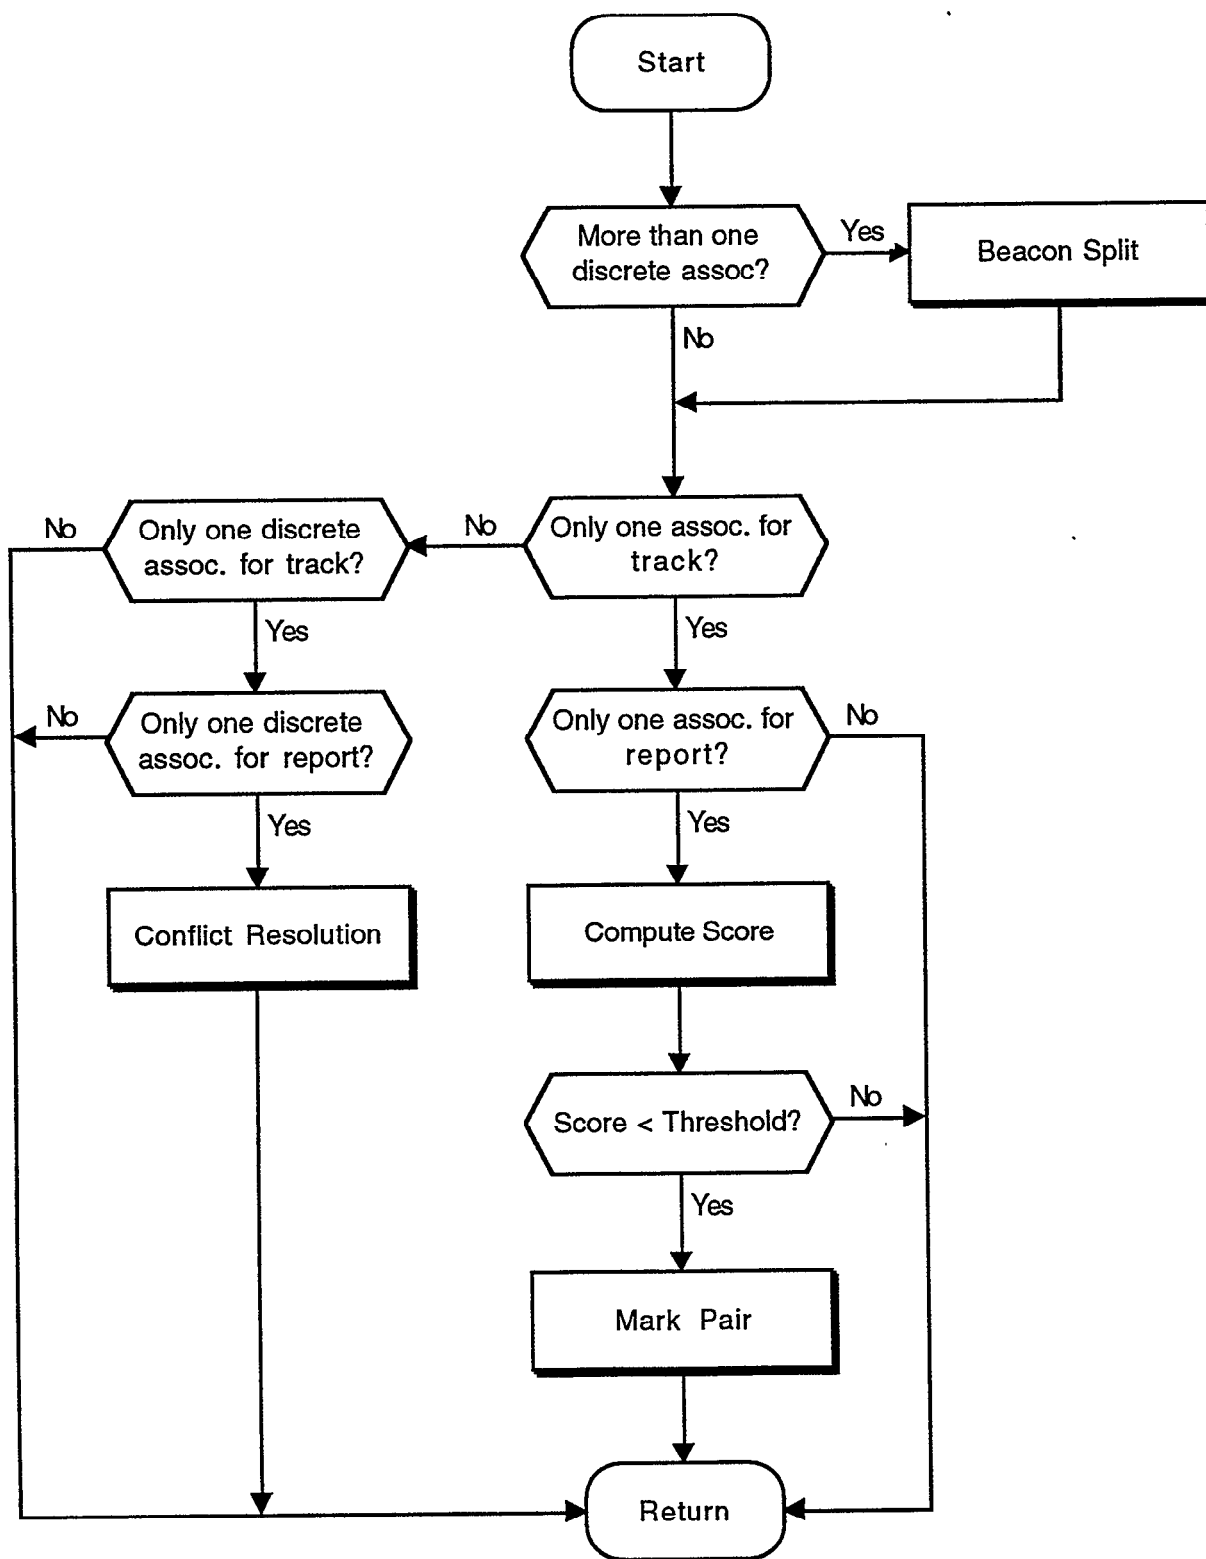 Start
More than one
discrete assoc?
Yes
Beacon Split
No
No
Only one discrete
assoc. for track?
No
Only one assoc. for
track?
Yes
Yes
No
Only one discrete
assoc. for report?
Only one assoc. for
report?
No
Yes
Yes
Conflict Resolution
Compute Score
Score < Threshold?
No
Yes
Mark Pair
Return